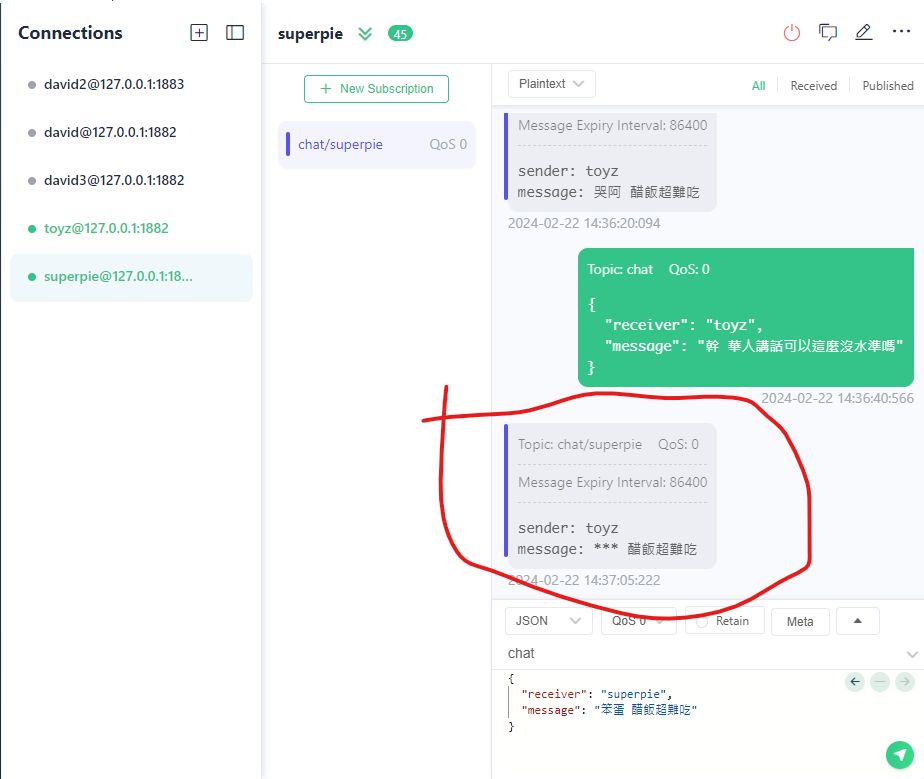 Connections
david2@127.0.0.1:1883
david@127.0.0.1:1882
david3@127.0.0.1:1882
toyz@127.0.0.1:1882
superpie@127.0.0.1:18...
superpie 45
New Subscription
chat/superpie QoS 0
Plaintext All Received Published
Message Expiry Interval: 86400
sender: toyz
message: 哭阿 醋飯超難吃
2024-02-22 14:36:20:094
Topic: chat QoS: 0
{
"receiver": "toyz",
"message": "幹 華人講話可以這麼沒水準嗎"
}
2024-02-22 14:36:40:566
Topic: chat/superpie QoS: 0
Message Expiry Interval: 86400
sender: toyz
message: *** 醋飯超難吃
2024-02-22 14:37:05:222
JSON QoS 0 Retain Meta
chat
{
"receiver": "superpie",
"message": "笨蛋 醋飯超難吃"
}